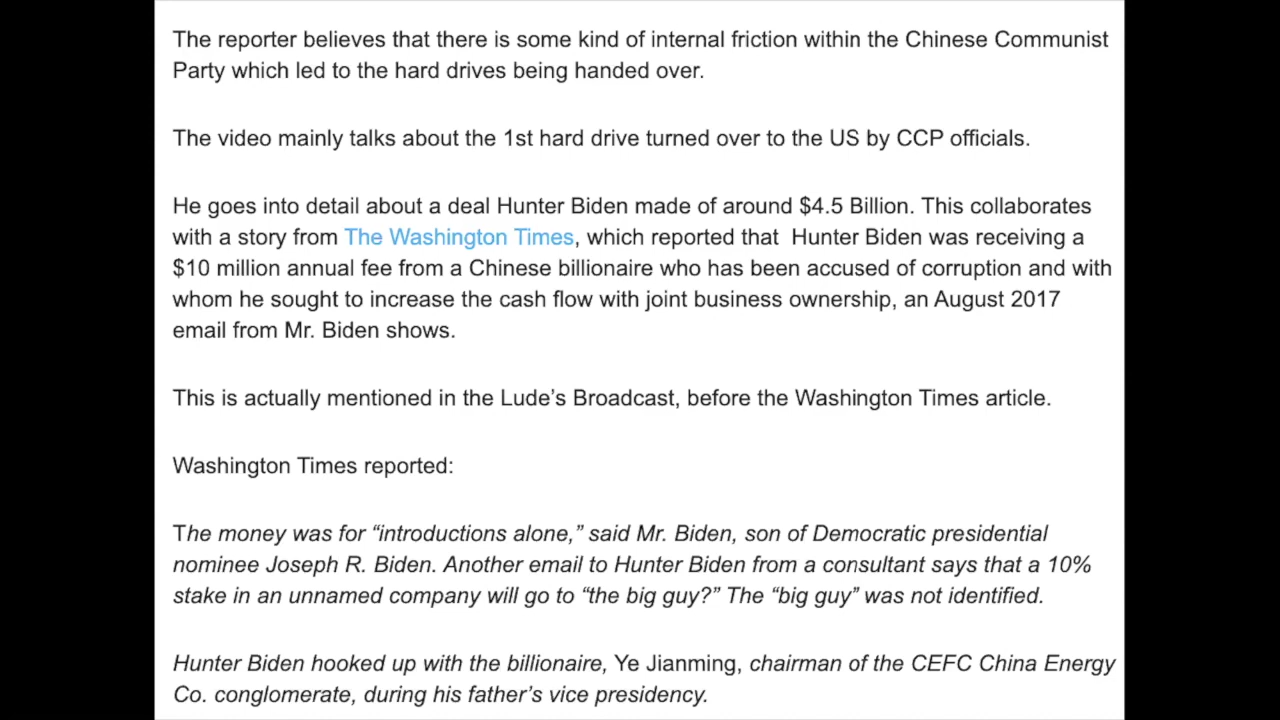 The reporter believes that there is some kind of internal friction within the Chinese Communist
Party which led to the hard drives being handed over.
The video mainly talks about the 1st hard drive turned over to the US by CCP officials.
He goes into detail about a deal Hunter Biden made of around $4.5 Billion. This collaborates
with a story from The Washington Times, which reported that  Hunter Biden was receiving a
$10 million annual fee from a Chinese billionaire who has been accused of corruption and with
whom he sought to increase the cash flow with joint business ownership, an August 2017
email from Mr. Biden shows.
This is actually mentioned in the Lude’s Broadcast, before the Washington Times article.
Washington Times reported:
The money was for “introductions alone,” said Mr. Biden, son of Democratic presidential
nominee Joseph R. Biden. Another email to Hunter Biden from a consultant says that a 10%
stake in an unnamed company will go to “the big guy?” The “big guy” was not identified.
Hunter Biden hooked up with the billionaire, Ye Jianming, chairman of the CEFC China Energy
Co. conglomerate, during his father’s vice presidency.